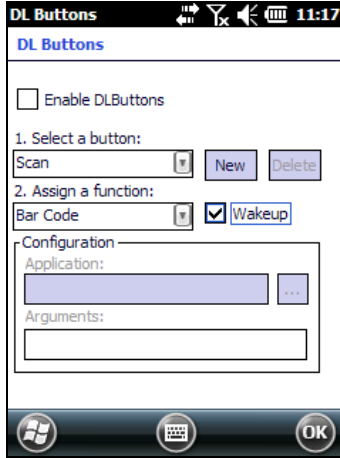 DL Buttons 11:17
DL Buttons
Enable DLButtons
1. Select a button:
Scan New Delete
2. Assign a function:
Bar Code Wakeup
Configuration
Application:
...
Arguments:
OK